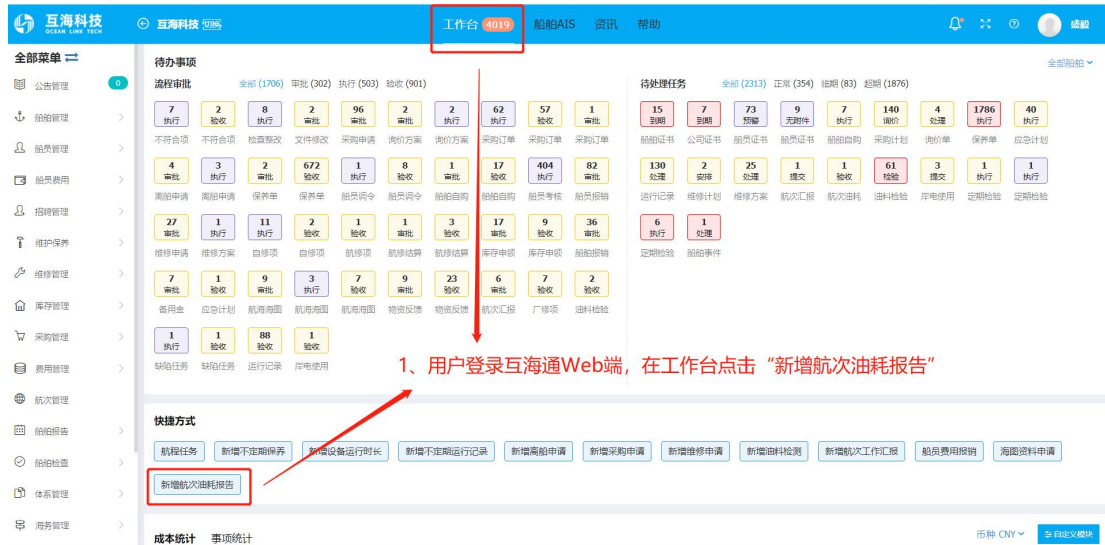 互海科技
OCEAN LINK TECH
互海科技 切换
工作台 4019 船舶AIS 资讯 帮助
盛毅
全部菜单
公告管理 0
船舶管理
船员管理
船员费用
招聘管理
维护保养
维修管理
库存管理
采购管理
费用管理
航次管理
船舶报告
船舶检查
体系管理
海务管理
待办事项
全部船舶
流程审批 全部 (1706) 审批 (302) 执行 (503) 验收 (901)
7 2 8 2 96 2 2 62 57 1
执行 验收 执行 审批 审批 审批 执行 执行 验收 审批
不符合项 不符合项 检查整改 文件修改 采购申请 询价方案 询价方案 采购订单 采购订单 采购订单
4 3 2 672 1 8 1 17 404 82
审批 执行 审批 验收 执行 验收 审批 验收 执行 审批
离船申请 离船申请 保养单 保养单 船员调令 船员调令 船舶自购 船舶自购 船员考核 船员报销
27 1 11 2 1 1 3 17 9 36
审批 执行 执行 验收 验收 审批 验收 审批 验收 审批
维修申请 维修方案 自修项 自修项 航修项 航修结算 航修结算 库存申领 库存申领 船舶报销
7 1 9 3 7 9 23 6 7 2
审批 验收 审批 执行 验收 审批 验收 审批 验收 验收
备用金 应急计划 航海海图 航海海图 航海海图 物资反馈 物资反馈 航次汇报 厂修项 油料检验
1 1 88 1
执行 验收 验收 验收
缺陷任务 缺陷任务 运行记录 岸电使用
待处理任务 全部 (2313) 正常 (354) 临期 (83) 超期 (1876)
15 7 73 9 7 140 4 1786 40
到期 到期 预警 无附件 执行 询价 处理 执行 执行
船舶证书 公司证书 船员证书 船员证书 船舶自购 采购计划 询价单 保养单 应急计划
130 2 25 1 1 61 3 1 1
处理 安排 处理 提交 验收 检验 提交 执行 执行
运行记录 维修计划 维修方案 航次汇报 航次油耗 油料检验 岸电使用 定期检验 定期检验
6 1
执行 处理
定期检验 船舶事件
1、用户登录互海通Web端，在工作台点击“新增航次油耗报告”
快捷方式
航程任务 新增不定期保养 新增设备运行时长 新增不定期运行记录 新增离船申请 新增采购申请 新增维修申请 新增油料检测 新增航次工作汇报 船员费用报销 海图资料申请
新增航次油耗报告
成本统计 事项统计
币种 CNY 自定义模块